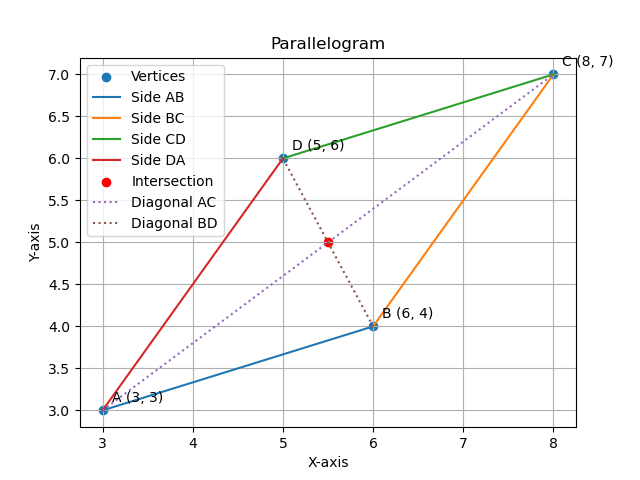 Parallelogram
C (8, 7)
7.0
Vertices
Side AB
6.5
Side BC
Side CD
D (5, 6)
6.0
Side DA
Intersection
5.5
Diagonal AC
Diagonal BD
5.0
Y-axis
4.5
B (6, 4)
4.0
3.5
A (3, 3)
3.0
3 4 5 6 7 8
X-axis